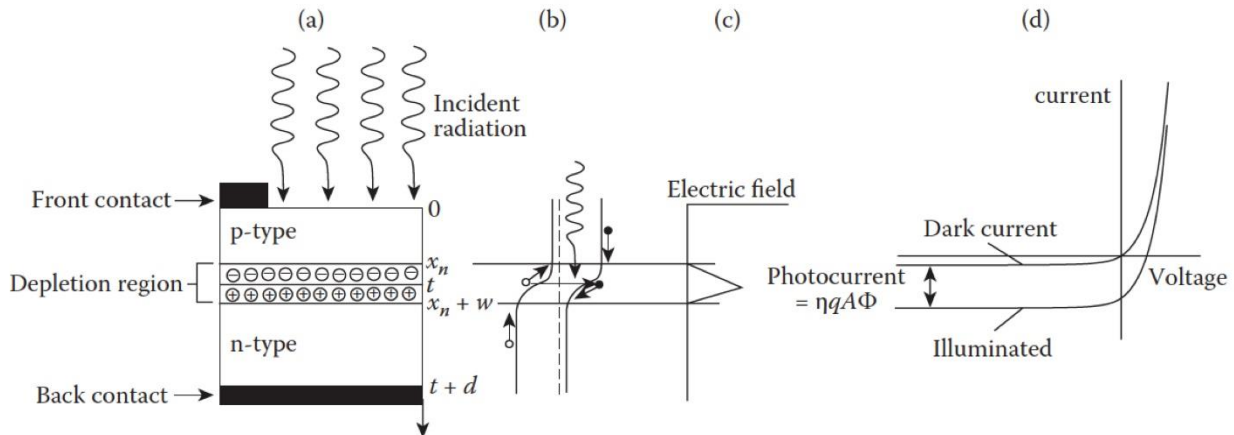 (a)
(b)
(c)
(d)
Incident
radiation
Front contact
0
p-type
x_n
Depletion region
t
x_n + w
n-type
Back contact
t + d
Electric field
current
Dark current
Voltage
Photocurrent
= ηqAΦ
Illuminated